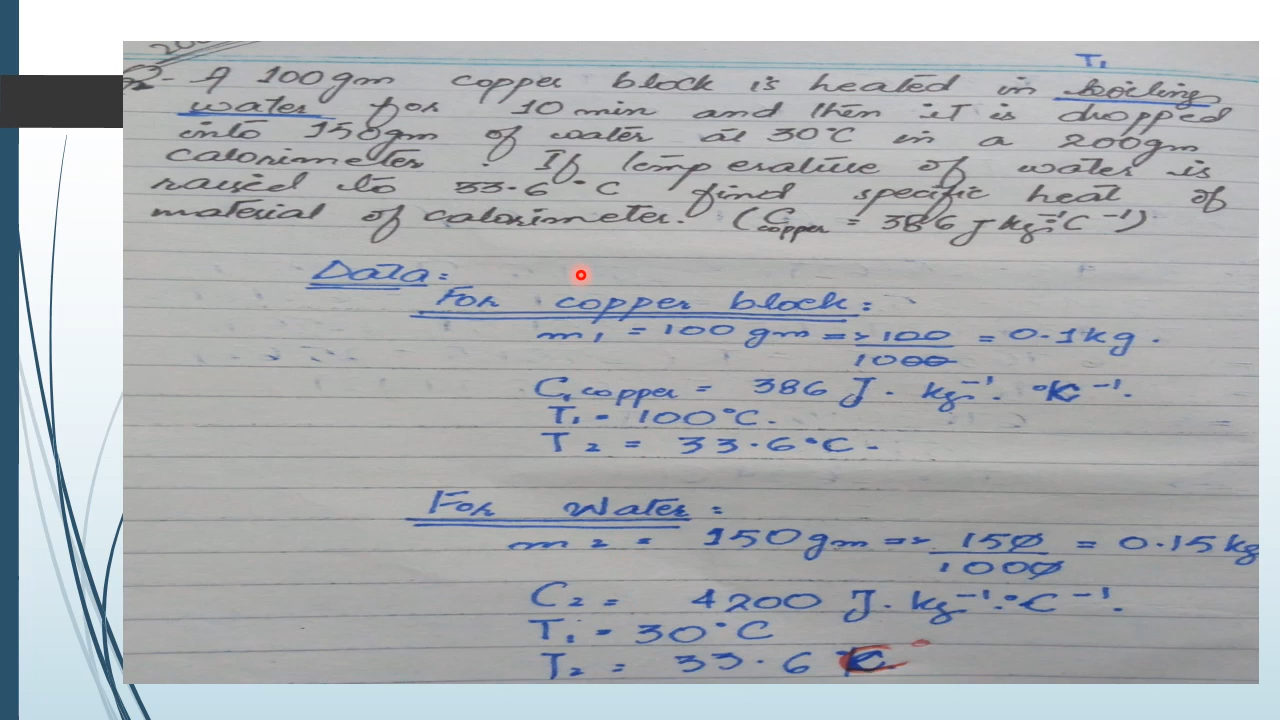 200
T₁
Q- A 100gm copper block is heated in boiling
water for 10 min and then it is dropped
into 150gm of water at 30°C in a 200gm
calorimeter. If temperature of water is
raised to 33.6°C find specific heat of
material of calorimeter. (C copper = 386 J kg⁻¹ °C⁻¹)
Data:
For copper block:
m₁ = 100 gm => 100/1000 = 0.1kg.
C₁ copper = 386 J. kg⁻¹. °K⁻¹.
T₁ = 100°C.
T₂ = 33.6°C.
For water:
m₂ = 150gm => 150/1000 = 0.15kg
C₂ = 4200 J. kg⁻¹.°C⁻¹.
T₁ = 30°C
T₂ = 33.6